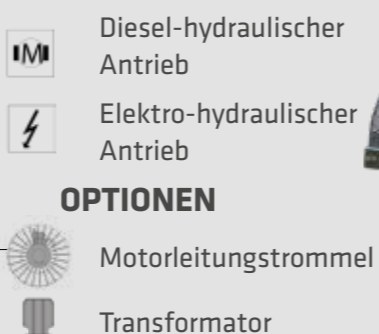 M
Diesel-hydraulischer
Antrieb
Elektro-hydraulischer
Antrieb
OPTIONEN
Motorleitungstrommel
Transformator